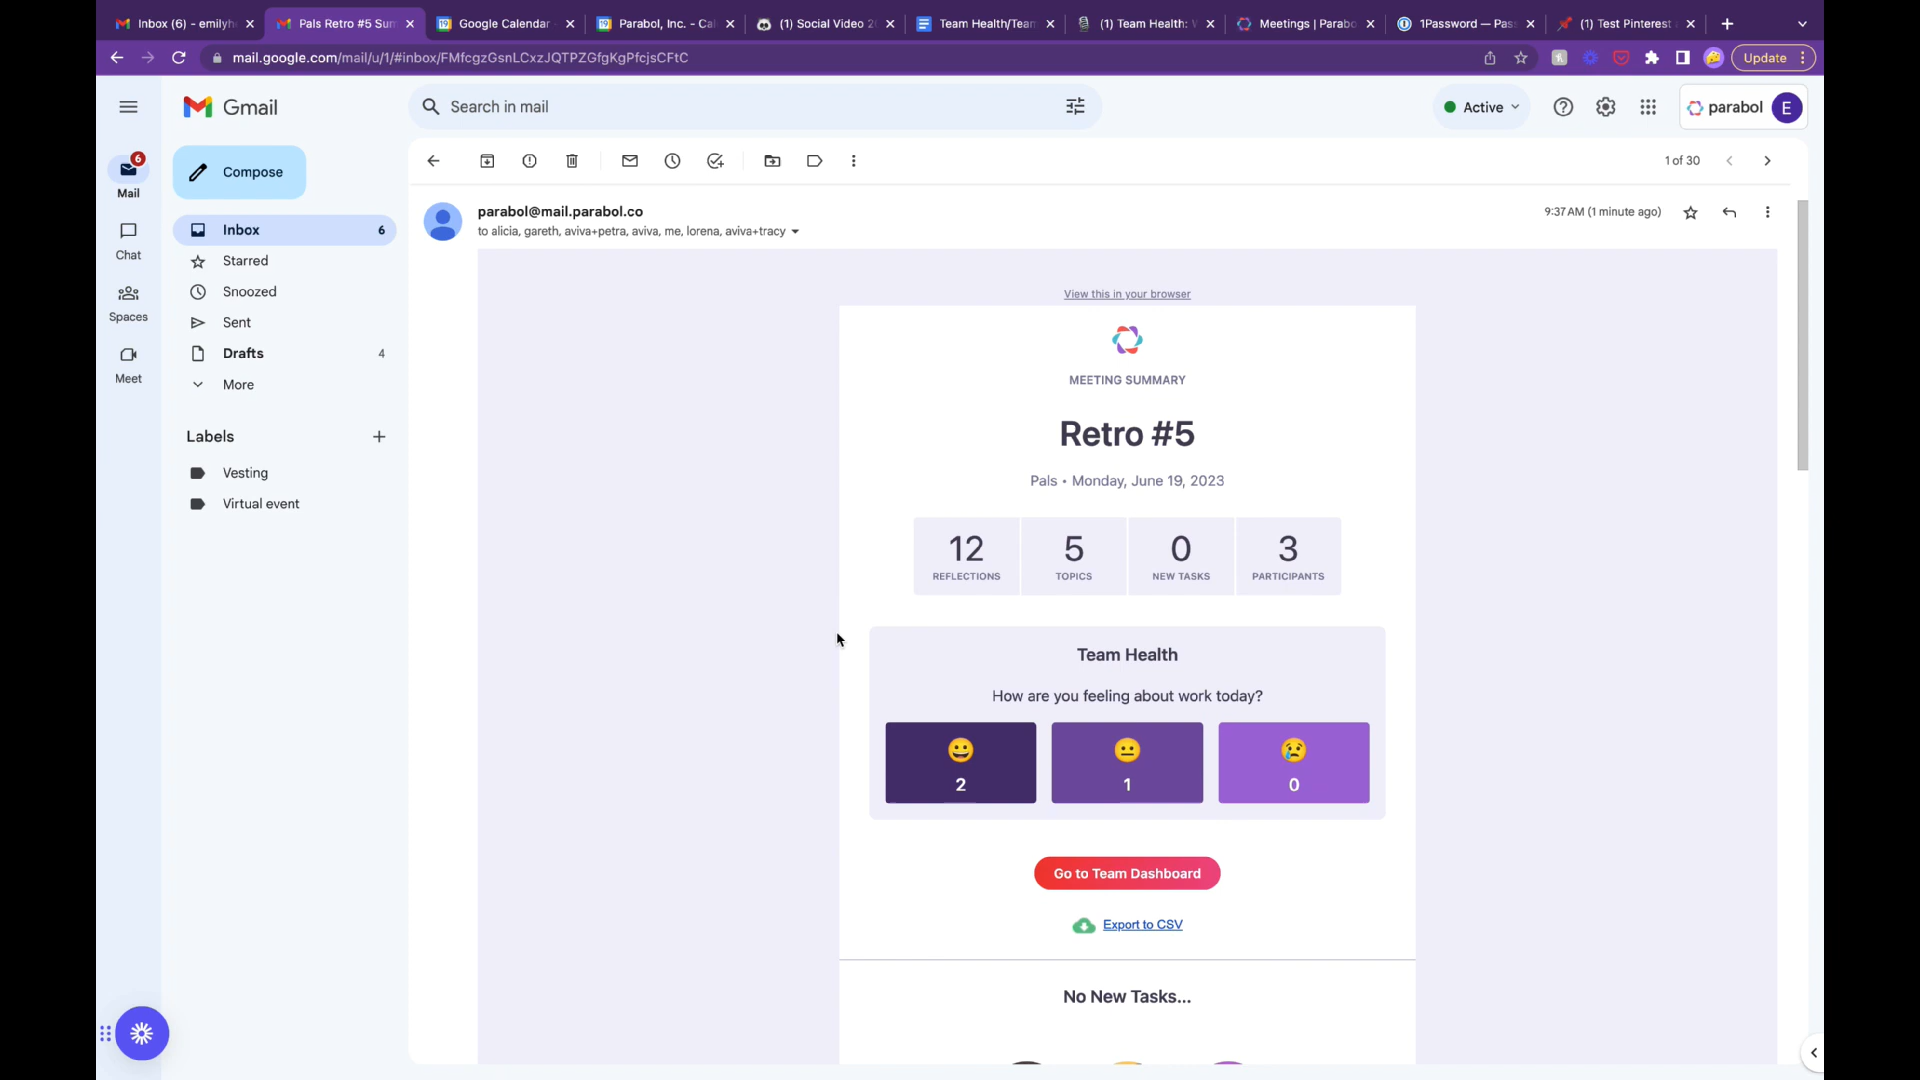 Inbox (6) - emilyh
Pals Retro #5 Sum
Google Calendar
Parabol, Inc. - Cal
(1) Social Video 2
Team Health/Tean
(1) Team Health:
Meetings | Parabo
1Password — Pas
(1) Test Pinterest
mail.google.com/mail/u/1/#inbox/FMfcgzGsnLCxzJQTPZGfgKgPfcjsCFtC
Update
Gmail
Search in mail
Active
parabol
E
6
Mail
Chat
Spaces
Meet
Compose
Inbox 6
Starred
Snoozed
Sent
Drafts 4
More
Labels
Vesting
Virtual event
1 of 30
parabol@mail.parabol.co
9:37 AM (1 minute ago)
to alicia, gareth, aviva+petra, aviva, me, lorena, aviva+tracy
View this in your browser
MEETING SUMMARY
Retro #5
Pals • Monday, June 19, 2023
12 5 0 3
REFLECTIONS TOPICS NEW TASKS PARTICIPANTS
Team Health
How are you feeling about work today?
2 1 0
Go to Team Dashboard
Export to CSV
No New Tasks...